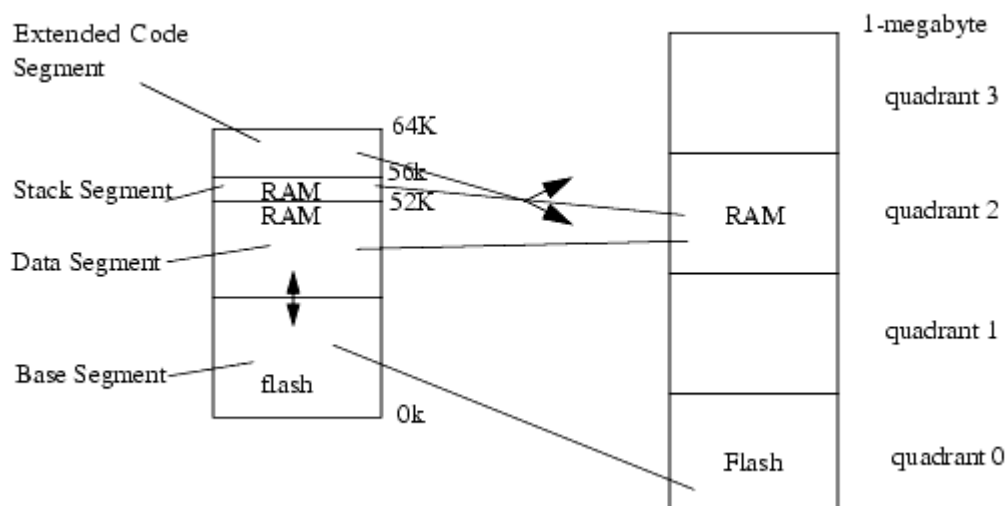 Extended Code
Segment
Stack Segment
Data Segment
Base Segment
64K
56k
RAM
52K
RAM
flash
0k
1-megabyte
quadrant 3
RAM
quadrant 2
quadrant 1
Flash
quadrant 0